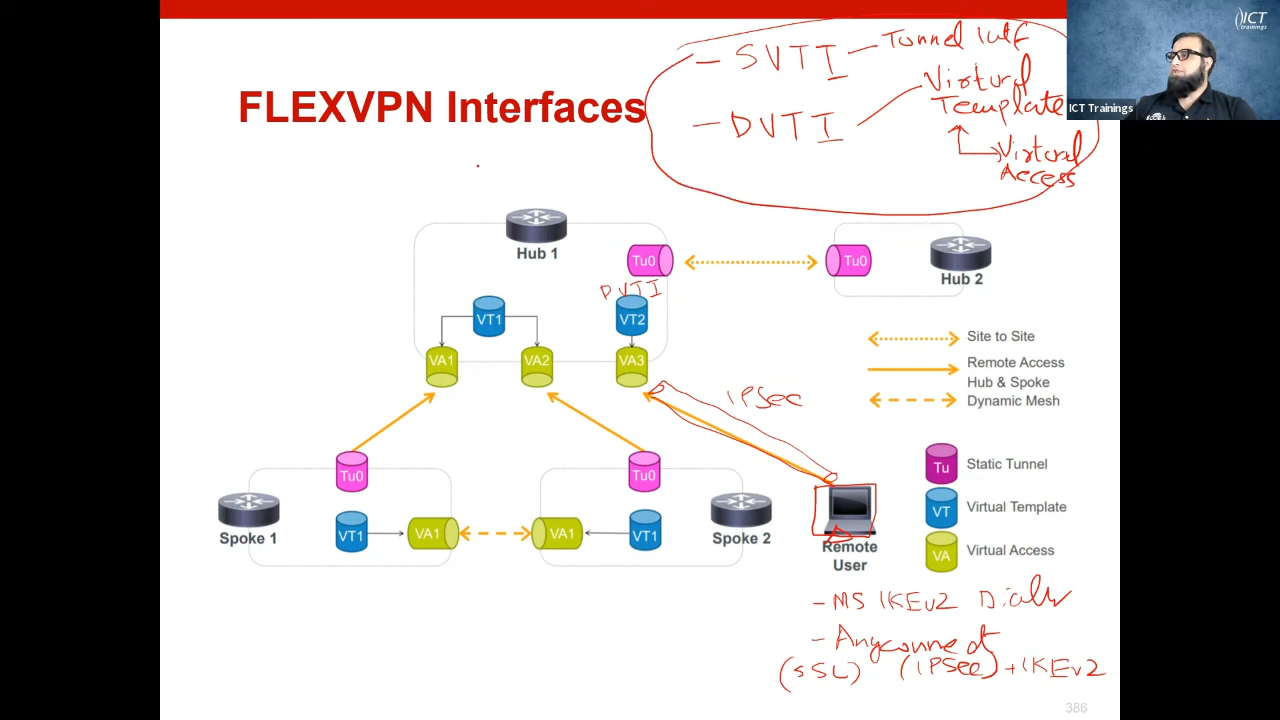 ICT
trainings
ICT Trainings
FLEXVPN Interfaces
- SVTI - Tunnel Intf
- DVTI
Virtual
Template
Virtual
Access
Hub 1
Tu0
DVTI
VT1
VT2
VA1
VA2
VA3
Tu0
Hub 2
Site to Site
Remote Access
Hub & Spoke
Dynamic Mesh
IPSec
Tu0
Tu0
Spoke 1
VT1
VA1
VA1
VT1
Spoke 2
Remote
User
Tu
Static Tunnel
VT
Virtual Template
VA
Virtual Access
- MS IKEv2 Dialer
- Anyconnect
(SSL) (IPSec) + IKEv2
386